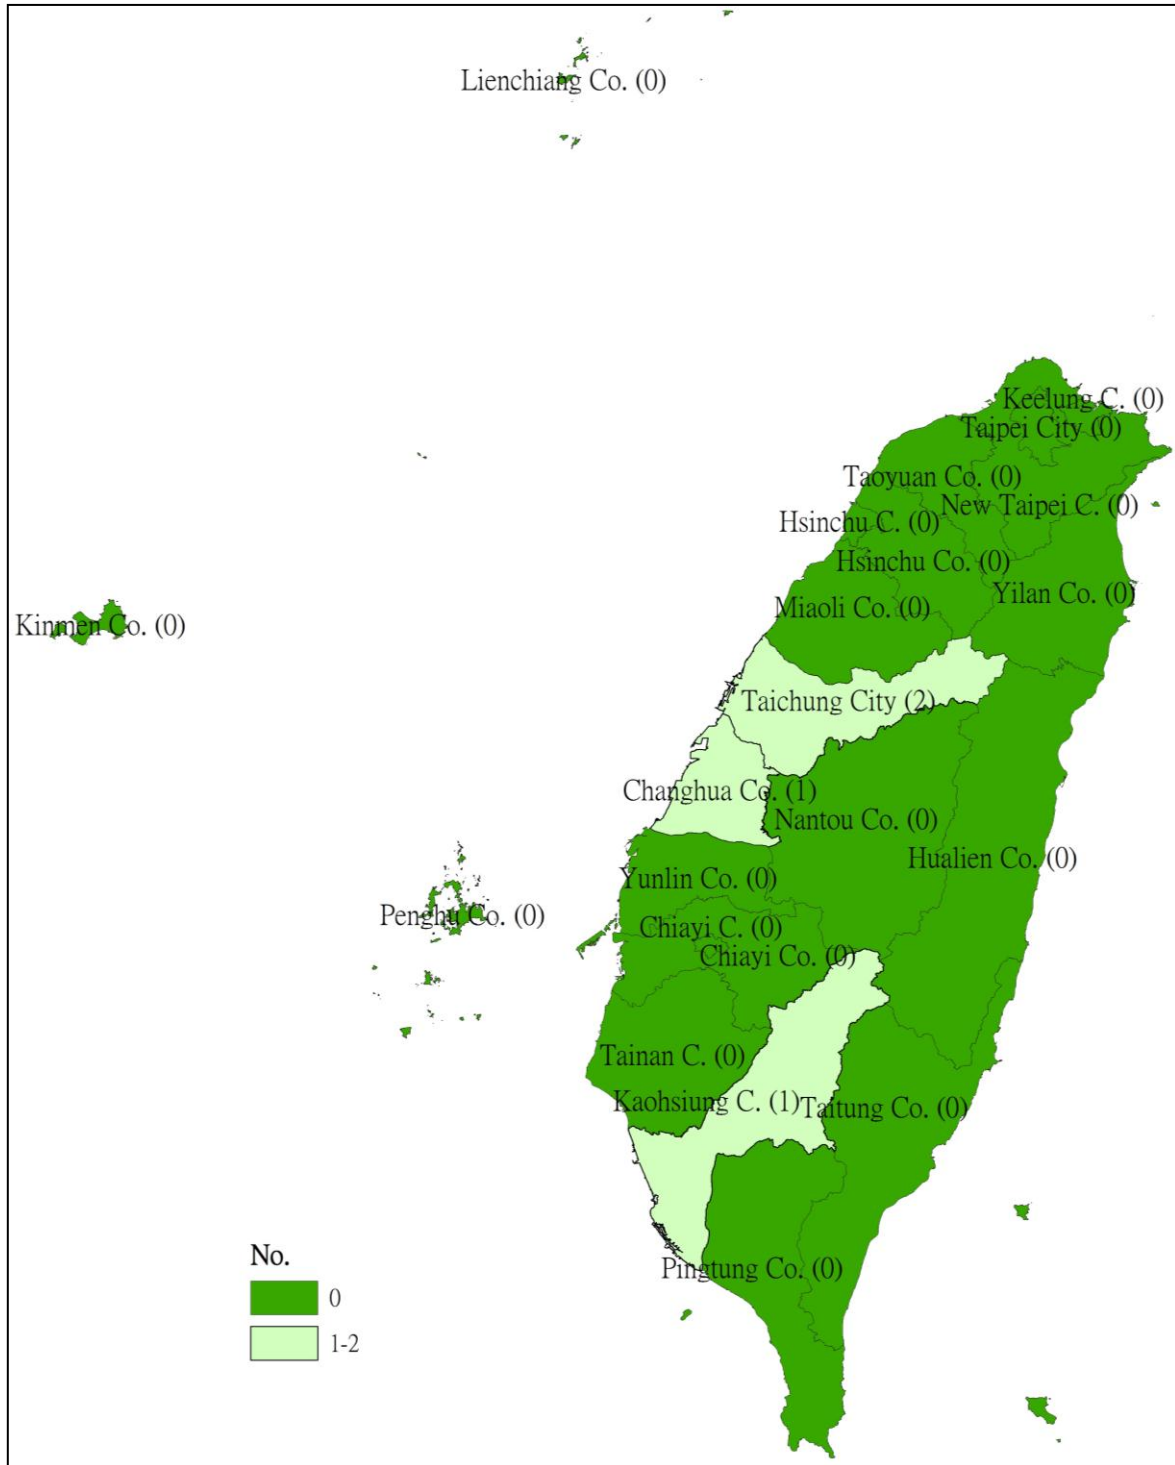 Lienchiang Co. (0)
Keelung C. (0)
Taipei City (0)
Taoyuan Co. (0)
New Taipei C. (0)
Hsinchu C. (0)
Hsinchu Co. (0)
Yilan Co. (0)
Miaoli Co. (0)
Kinmen Co. (0)
Taichung City (2)
Changhua Co. (1)
Nantou Co. (0)
Hualien Co. (0)
Yunlin Co. (0)
Penghu Co. (0)
Chiayi C. (0)
Chiayi Co. (0)
Tainan C. (0)
Kaohsiung C. (1)
Taitung Co. (0)
Pingtung Co. (0)
No.
0
1-2